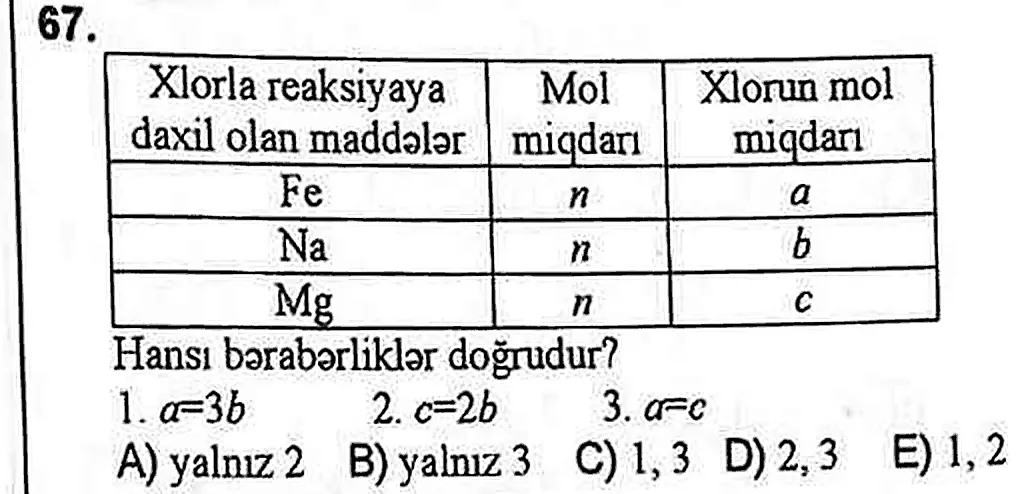 67.
Xlorla reaksiyaya daxil olan maddələr | Mol miqdarı | Xlorun mol miqdarı
Fe | n | a
Na | n | b
Mg | n | c
Hansı bərabərliklər doğrudur?
1. a=3b 2. c=2b 3. a=c
A) yalnız 2 B) yalnız 3 C) 1, 3 D) 2, 3 E) 1, 2